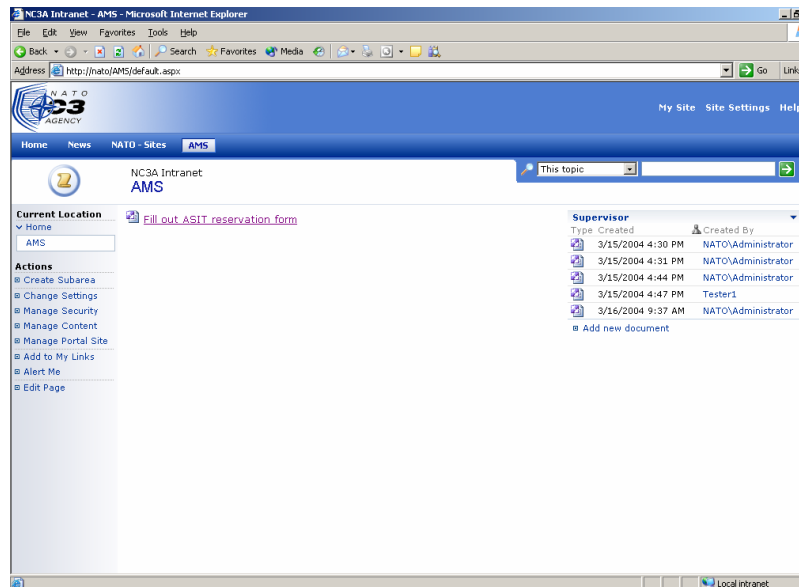 NC3A Intranet - AMS - Microsoft Internet Explorer
File Edit View Favorites Tools Help
Back Search Favorites Media
Address http://nato/AMS/default.aspx Go Link
NATO
C3
AGENCY
My Site Site Settings Help
Home News NATO - Sites AMS
NC3A Intranet
AMS
This topic
Current Location
Home
AMS
Actions
Create Subarea
Change Settings
Manage Security
Manage Content
Manage Portal Site
Add to My Links
Alert Me
Edit Page
Fill out ASIT reservation form
Supervisor
Type Created Created By
3/15/2004 4:30 PM NATO\Administrator
3/15/2004 4:31 PM NATO\Administrator
3/15/2004 4:44 PM NATO\Administrator
3/15/2004 4:47 PM Tester1
3/16/2004 9:37 AM NATO\Administrator
Add new document
Local intranet